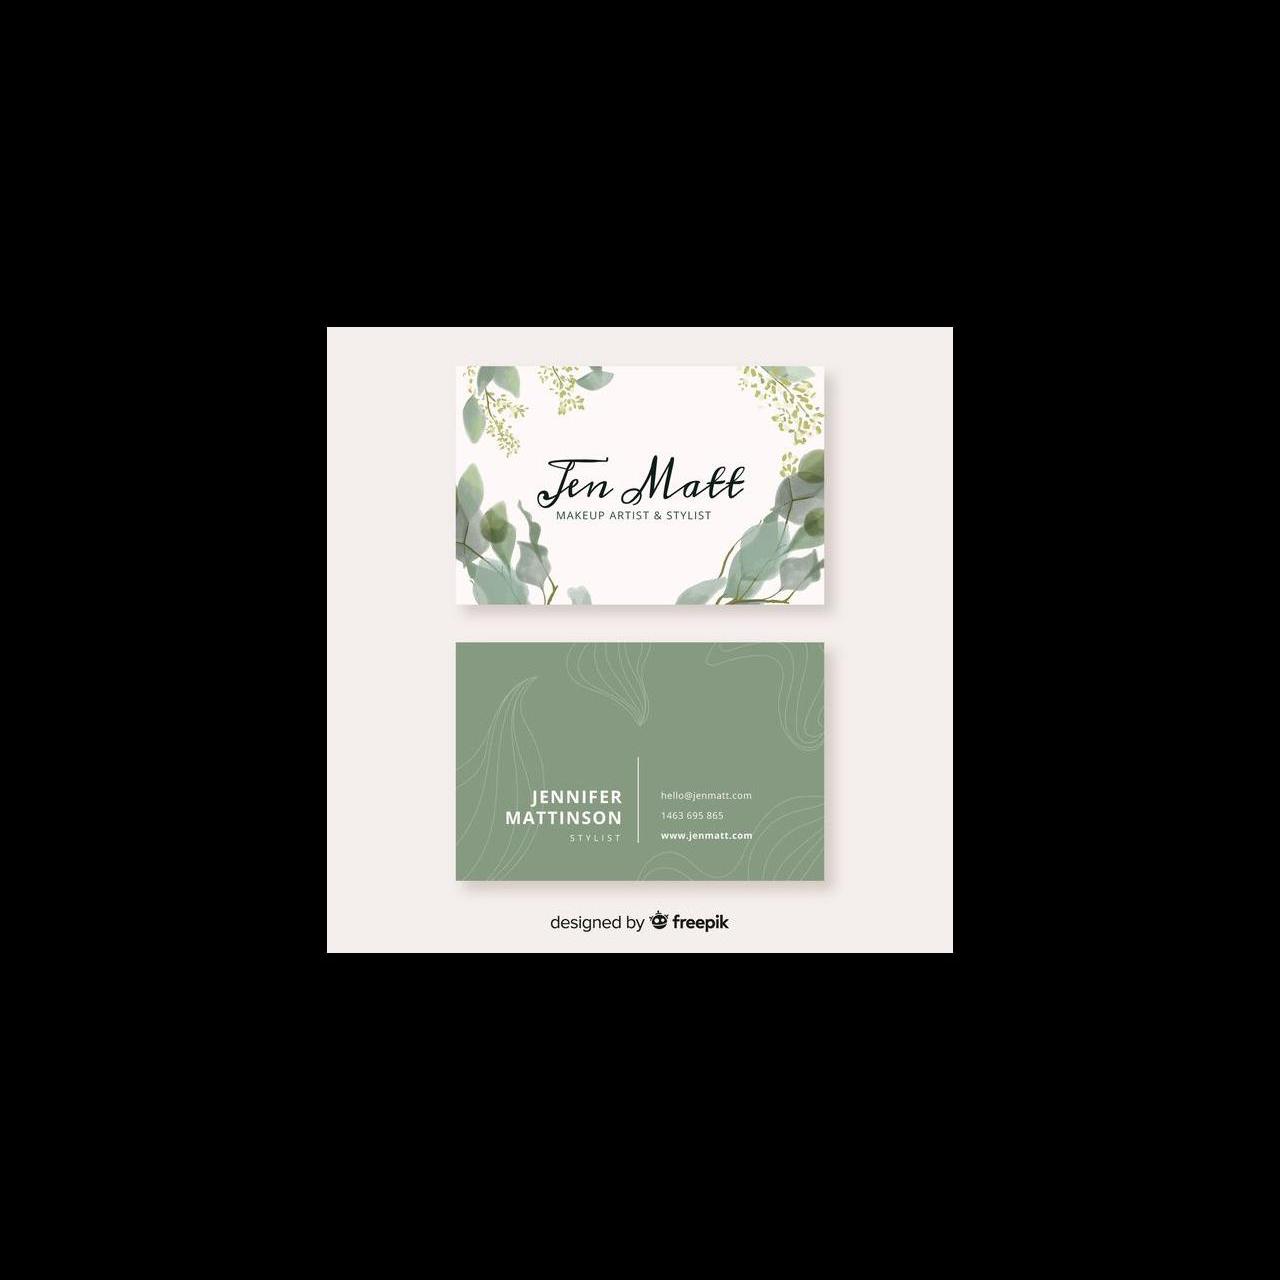 Jen Matt
MAKEUP ARTIST & STYLIST
JENNIFER
MATTINSON
STYLIST
hello@jenmatt.com
1463 695 865
www.jenmatt.com
designed by freepik